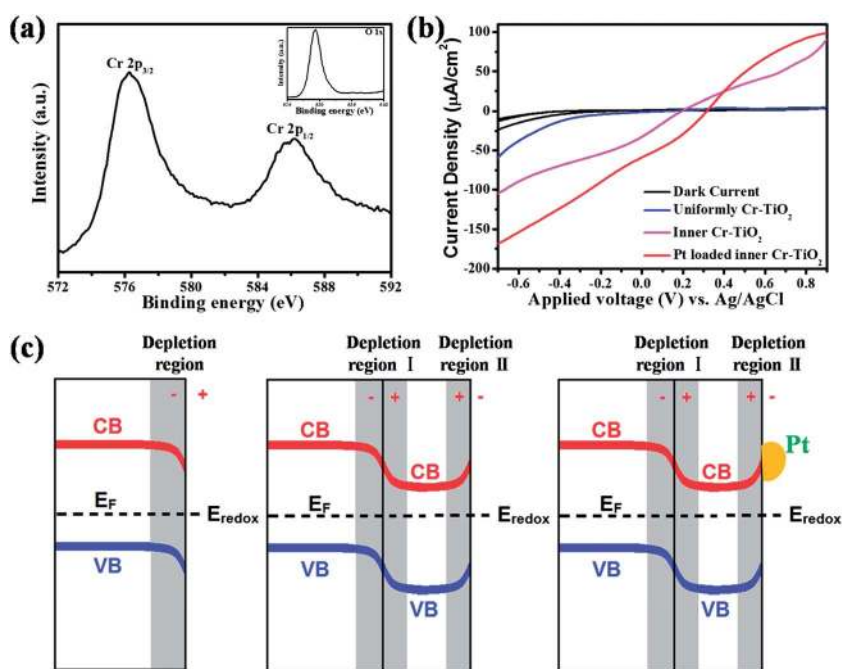 (a)
Cr 2p3/2
Cr 2p1/2
Intensity (a.u.)
572 576 580 584 588 592
Binding energy (eV)
O 1s
Intensity (a.u.)
Binding energy (eV)
(b)
Current Density (μA/cm²)
100
50
0
-50
-100
-150
-200
-0.6 -0.4 -0.2 0.0 0.2 0.4 0.6 0.8
Applied voltage (V) vs. Ag/AgCl
Dark Current
Uniformly Cr-TiO2
Inner Cr-TiO2
Pt loaded inner Cr-TiO2
(c)
Depletion
region
- +
CB
EF
Eredox
VB
Depletion Depletion
region I region II
- + + -
CB
CB
EF
Eredox
VB
VB
Depletion Depletion
region I region II
- + + -
CB
Pt
CB
EF
Eredox
VB
VB